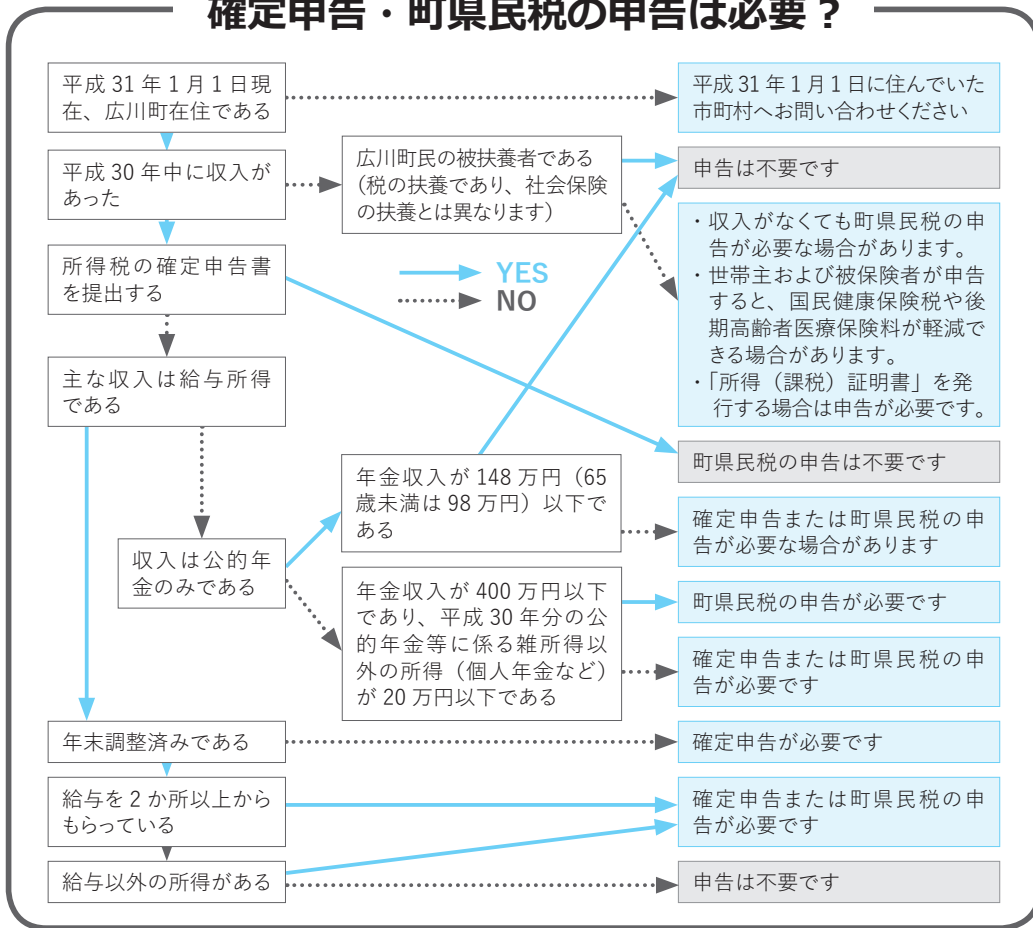 確定申告・町県民税の申告は必要？
平成 31 年 1 月 1 日現
在、広川町在住である
平成 31 年 1 月 1 日に住んでいた
市町村へお問い合わせください
平成 30 年中に収入が
あった
広川町民の被扶養者である
（税の扶養であり、社会保険
の扶養とは異なります）
申告は不要です
・収入がなくても町県民税の申
告が必要な場合があります。
・世帯主および被保険者が申告
すると、国民健康保険税や後
期高齢者医療保険料が軽減で
きる場合があります。
・「所得（課税）証明書」を発
行する場合は申告が必要です。
所得税の確定申告書
を提出する
YES
NO
町県民税の申告は不要です
主な収入は給与所得
である
収入は公的年
金のみである
年金収入が 148 万円（65
歳未満は 98 万円）以下で
ある
確定申告または町県民税の申
告が必要な場合があります
年金収入が 400 万円以下
であり、平成 30 年分の公
的年金等に係る雑所得以
外の所得（個人年金など）
が 20 万円以下である
町県民税の申告が必要です
確定申告または町県民税の申
告が必要です
年末調整済みである
確定申告が必要です
給与を 2 か所以上から
もらっている
確定申告または町県民税の申
告が必要です
給与以外の所得がある
申告は不要です